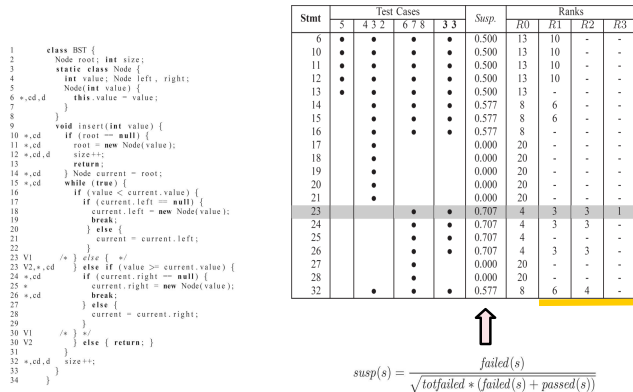 1 class BST {
2 Node root; int size;
3 static class Node {
4 int value; Node left, right;
5 Node(int value) {
6 *,cd,d this.value = value;
7 }
8 }
9 void insert(int value) {
10 *,cd if (root == null) {
11 *,cd root = new Node(value);
12 *,cd,d size++;
13 return;
14 *,cd } Node current = root;
15 *,cd while (true) {
16 if (value < current.value) {
17 if (current.left == null) {
18 current.left = new Node(value);
19 break;
20 } else {
21 current = current.left;
22 }
23 V1 /* } else { */
23 V2,*,cd } else if (value >= current.value) {
24 *,cd if (current.right == null) {
25 * current.right = new Node(value);
26 *,cd break;
27 } else {
28 current = current.right;
29 }
30 V1 /* } */
30 V2 } else { return; }
31 }
32 *,cd,d size++;
33 }
34 }
Stmt Test Cases Susp. Ranks
5 4 3 2 6 7 8 3 3 R0 R1 R2 R3
6 • • • • 0.500 13 10 - -
10 • • • • 0.500 13 10 - -
11 • • • • 0.500 13 10 - -
12 • • • • 0.500 13 10 - -
13 • • • • 0.500 13 - - -
14 • • • 0.577 8 6 - -
15 • • • 0.577 8 6 - -
16 • • • 0.577 8 - - -
17 • 0.000 20 - - -
18 • 0.000 20 - - -
19 • 0.000 20 - - -
20 • 0.000 20 - - -
21 • 0.000 20 - - -
23 • • 0.707 4 3 3 1
24 • • 0.707 4 3 3 -
25 • • 0.707 4 - - -
26 • • 0.707 4 3 3 -
27 • 0.000 20 - - -
28 • 0.000 20 - - -
32 • • • 0.577 8 6 4 -
susp(s) = failed(s) / √totfailed * (failed(s) + passed(s))